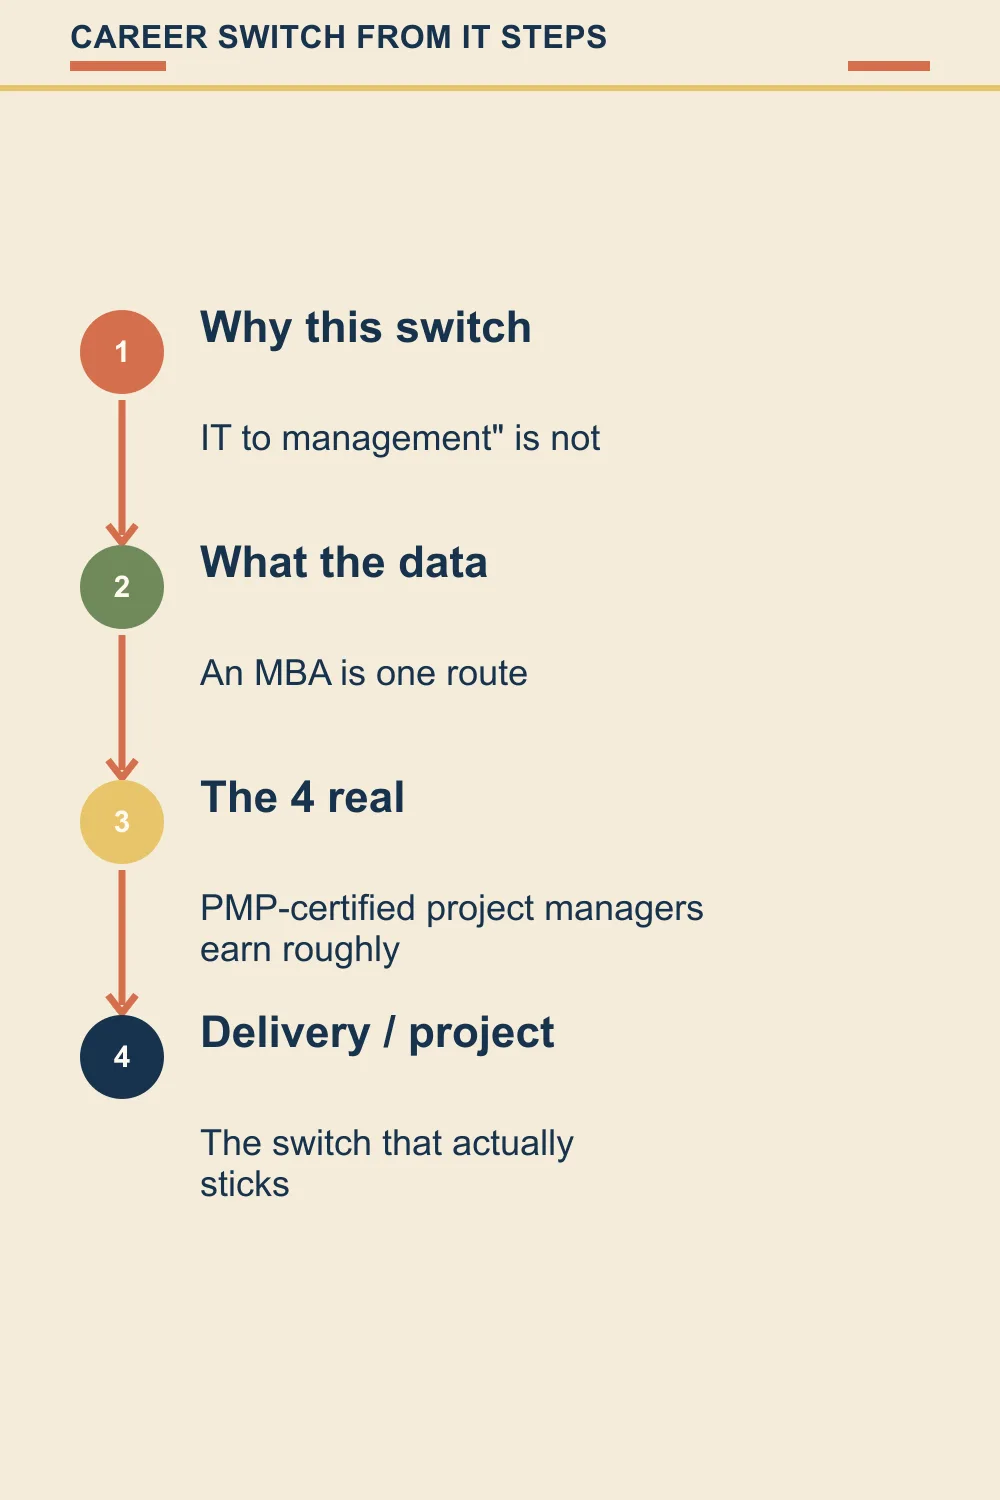 CAREER SWITCH FROM IT STEPS
1
Why this switch
IT to management" is not
2
What the data
An MBA is one route
3
The 4 real
PMP-certified project managers
earn roughly
4
Delivery / project
The switch that actually
sticks